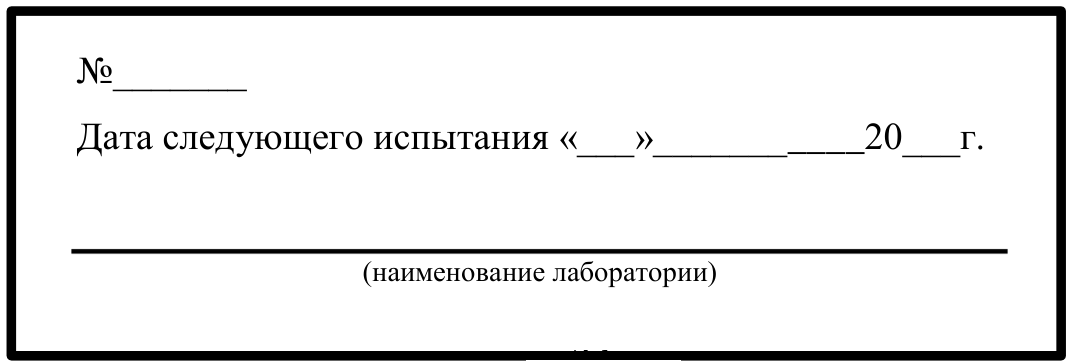 №_______
Дата следующего испытания «___»___________20___г.
(наименование лаборатории)